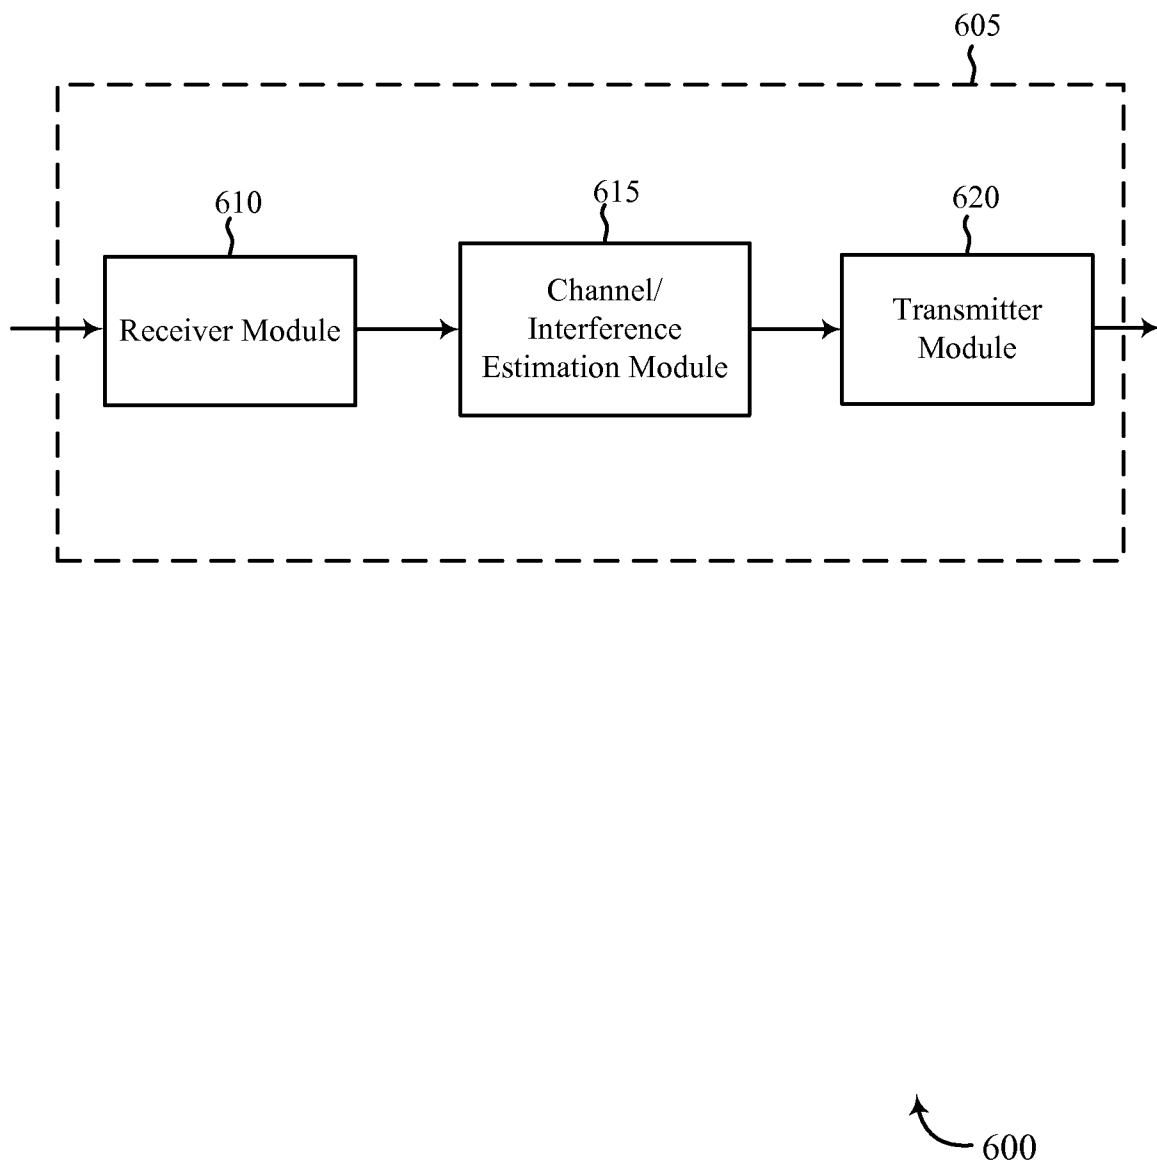 605
610
615
620
Receiver Module
Channel/
Interference
Estimation Module
Transmitter
Module
600